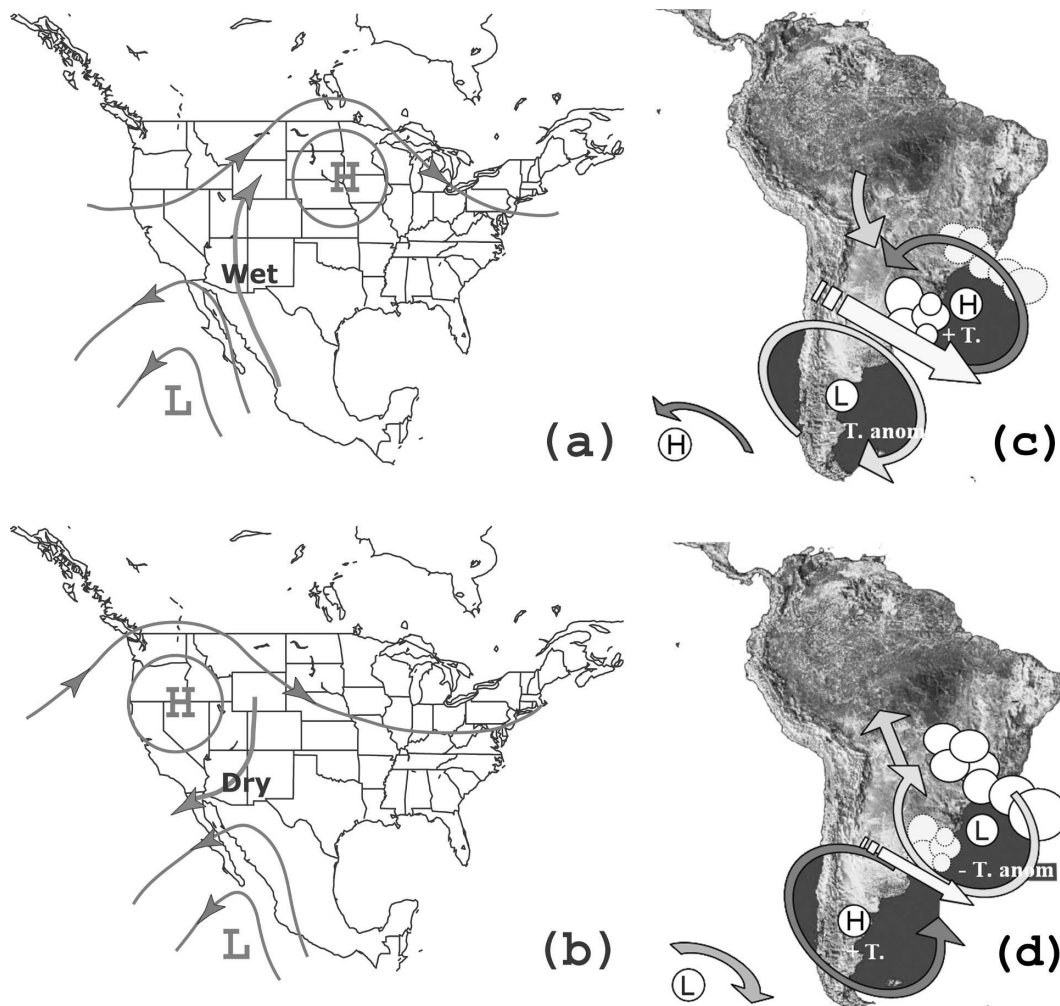 H
Wet
L
(a)
H
+ T.
L
- T. anom
H
(c)
H
Dry
L
(b)
L
- T. anom
H
+ T.
L
(d)